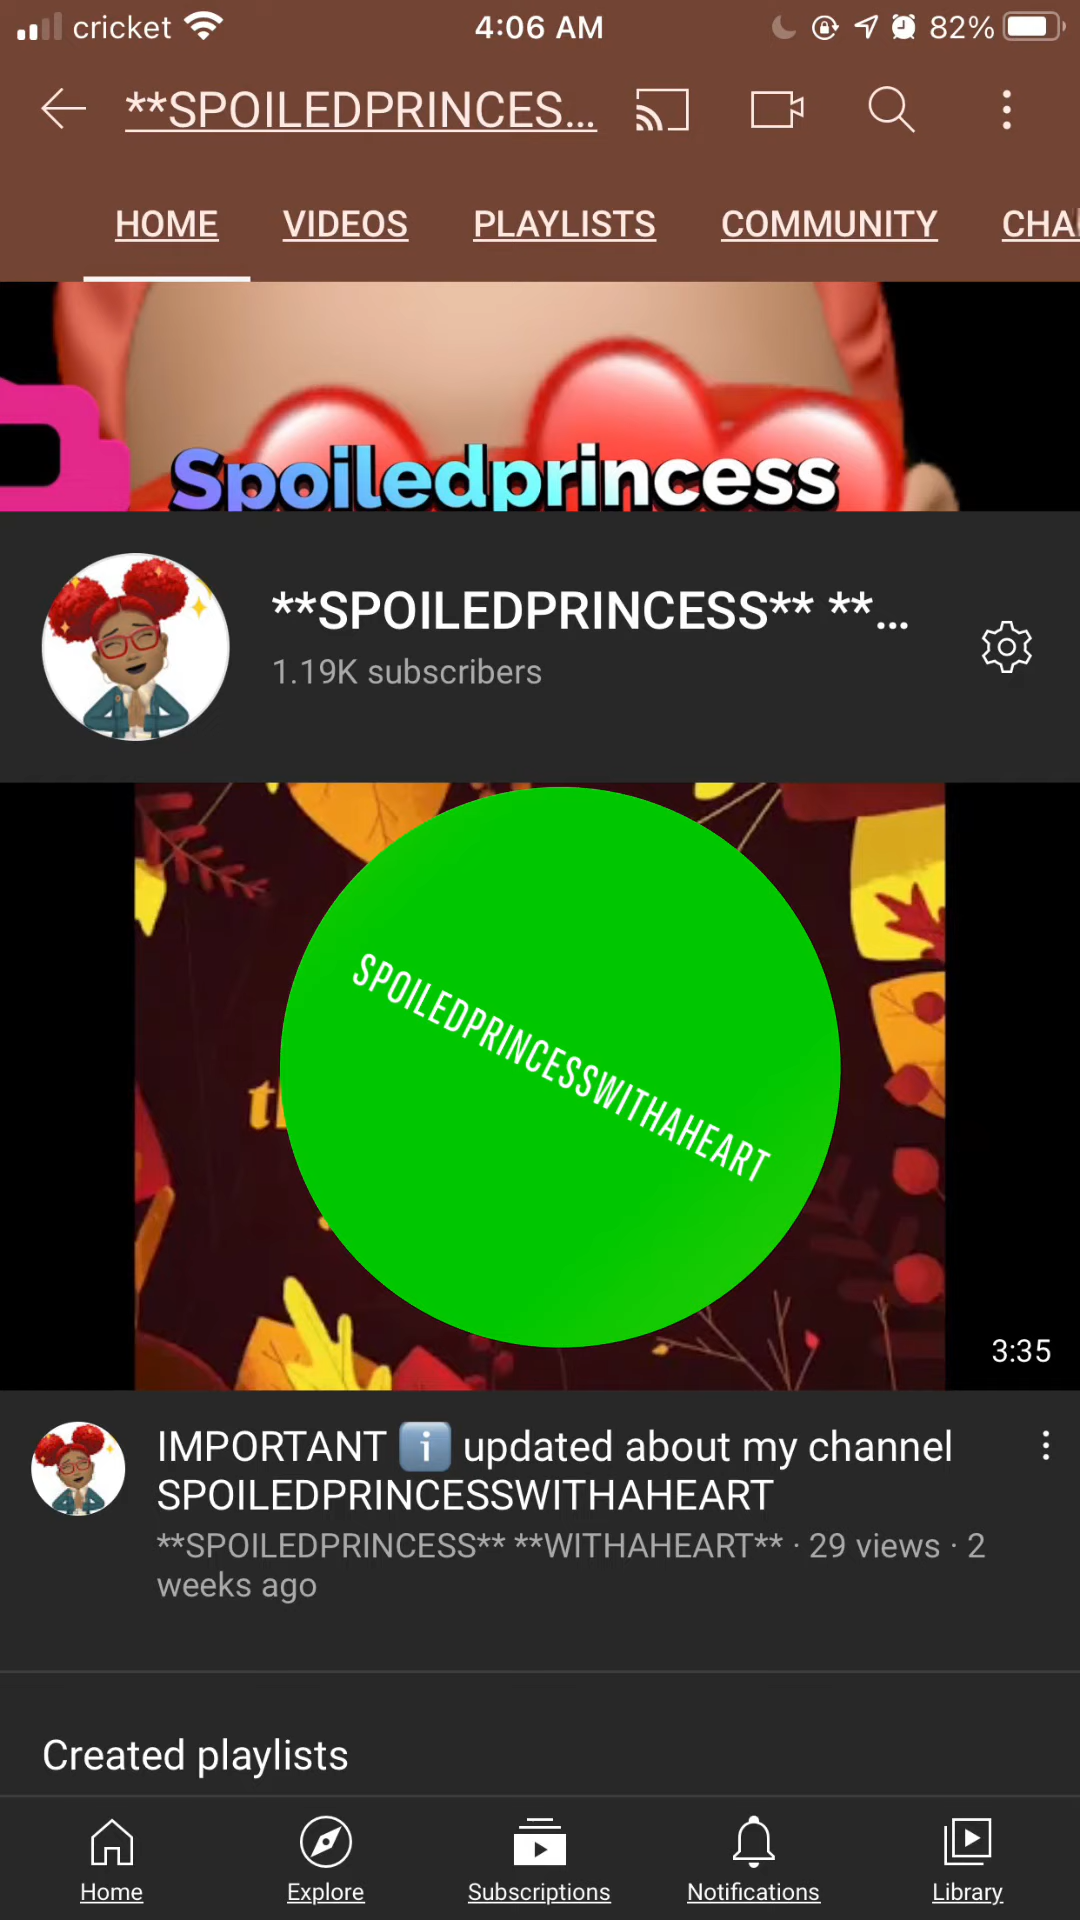 cricket 4:06 AM 82%
**SPOILEDPRINCES...
HOME VIDEOS PLAYLISTS COMMUNITY CHA
Spoiledprincess
**SPOILEDPRINCESS** **...
1.19K subscribers
SPOILEDPRINCESSWITHAHEART
3:35
IMPORTANT ℹ️ updated about my channel
SPOILEDPRINCESSWITHAHEART
**SPOILEDPRINCESS** **WITHAHEART** · 29 views · 2
weeks ago
Created playlists
Home Explore Subscriptions Notifications Library